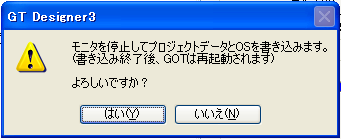 GT Designer3
モニタを停止してプロジェクトデータとOSを書き込みます。
(書き込み終了後、GOTは再起動されます)
よろしいですか？
はい(Y)
いいえ(N)